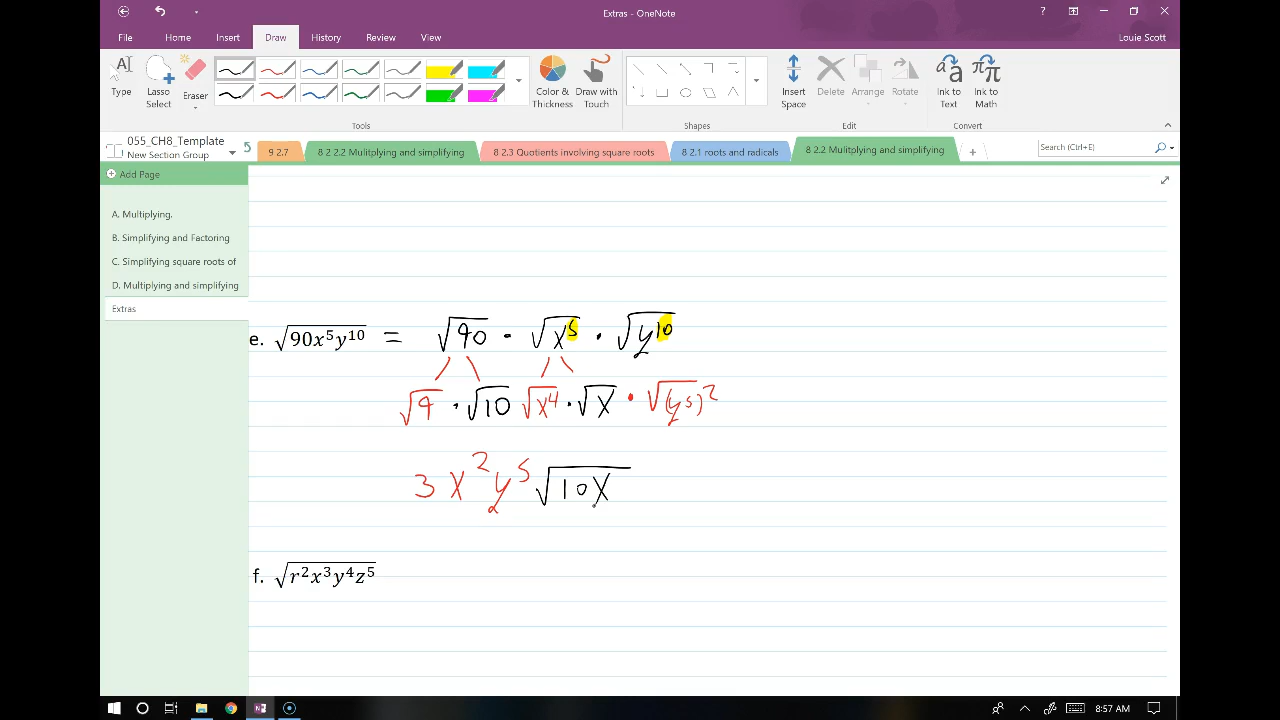 Extras - OneNote
File Home Insert Draw History Review View Louie Scott
Type Lasso Select Eraser Color & Thickness Draw with Touch Insert Space Delete Arrange Rotate Ink to Text Ink to Math
Tools Shapes Edit Convert
055_CH8_Template
New Section Group
9 2.7 8 2 2.2 Mulitplying and simplifying 8 2.3 Quotients involving square roots 8 2.1 roots and radicals 8 2.2 Mulitplying and simplifying + Search (Ctrl+E)
Add Page
A. Multiplying.
B. Simplifying and Factoring
C. Simplifying square roots of
D. Multiplying and simplifying
Extras
e. √90x⁵y¹⁰ = √90 · √x⁵ · √y¹⁰
√9 · √10 √x⁴ · √x · √(y⁵)²
3x²y⁵√10x
f. √r²x³y⁴z⁵
8:57 AM